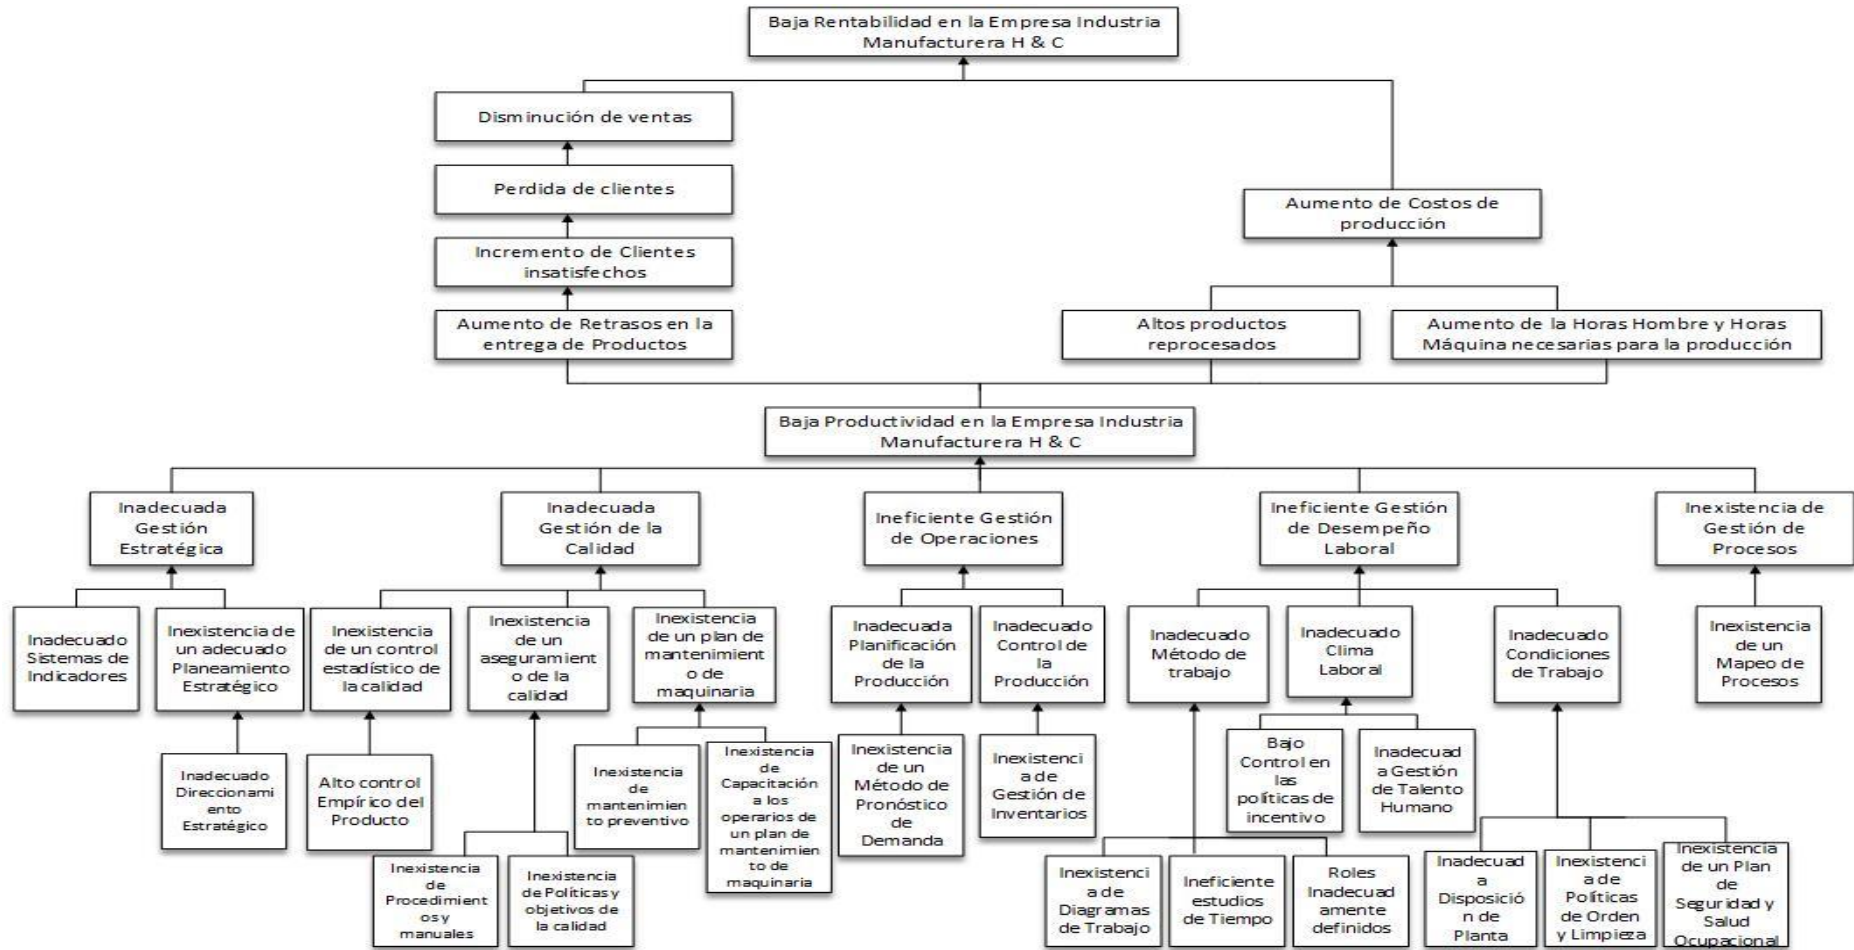 Baja Rentabilidad en la Empresa Industria
Manufacturera H & C
Disminución de ventas
Perdida de clientes
Aumento de Costos de
producción
Incremento de Clientes
insatisfechos
Aumento de Retrasos en la
entrega de Productos
Altos productos
reprocesados
Aumento de la Horas Hombre y Horas
Máquina necesarias para la producción
Baja Productividad en la Empresa Industria
Manufacturera H & C
Inadecuada
Gestión
Estratégica
Inadecuada
Gestión de la
Calidad
Ineficiente Gestión
de Operaciones
Ineficiente Gestión
de Desempeño
Laboral
Inexistencia de
Gestión de
Procesos
Inadecuado
Sistemas de
Indicadores
Inexistencia de
un adecuado
Planeamiento
Estratégico
Inexistencia
de un control
estadístico de
la calidad
Inexistencia
de un
aseguramient
o de la
calidad
Inexistencia
de un plan de
mantenimient
o de
maquinaria
Inadecuada
Planificación
de la
Producción
Inadecuado
Control de
la
Producción
Inadecuado
Método de
trabajo
Inadecuado
Clima
Laboral
Inadecuado
Condiciones
de Trabajo
Inexistencia
de un
Mapeo de
Procesos
Inadecuado
Direccionami
ento
Estratégico
Alto control
Empírico del
Producto
Inexistencia
de
mantenimien
to preventivo
Inexistencia
de
Capacitación
a los
operarios de
un plan de
mantenimien
to de
maquinaria
Inexistencia
de un
Método de
Pronóstico
de
Demanda
Inexistenci
a de
Gestión de
Inventarios
Bajo
Control en
las
políticas de
incentivo
Inadecuad
a Gestión
de Talento
Humano
Inexistencia
de
Procedimient
os y
manuales
Inexistencia
de Políticas y
objetivos de
la calidad
Inexistenci
a de
Diagramas
de Trabajo
Ineficiente
estudios
de Tiempo
Roles
Inadecuad
amente
definidos
Inadecuad
a
Disposició
n de
Planta
Inexistenci
a de
Políticas
de Orden
y Limpieza
Inexistencia
de un Plan
de
Seguridad y
Salud
Ocupacional